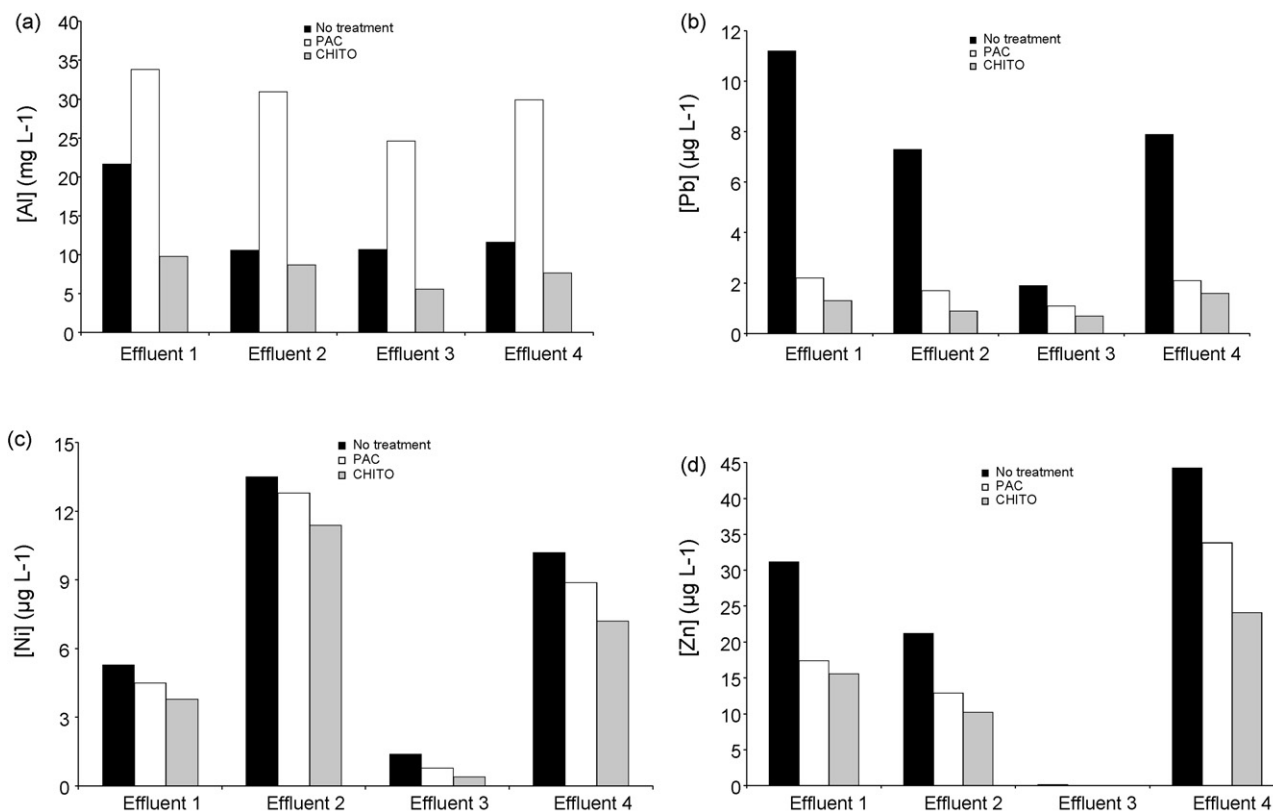 (a)
No treatment
PAC
CHITO
[Al] (mg L-1)
40
35
30
25
20
15
10
5
0
Effluent 1 Effluent 2 Effluent 3 Effluent 4
(b)
No treatment
PAC
CHITO
[Pb] (µg L-1)
12
10
8
6
4
2
0
Effluent 1 Effluent 2 Effluent 3 Effluent 4
(c)
No treatment
PAC
CHITO
[Ni] (µg L-1)
15
12
9
6
3
0
Effluent 1 Effluent 2 Effluent 3 Effluent 4
(d)
No treatment
PAC
CHITO
[Zn] (µg L-1)
45
40
35
30
25
20
15
10
5
0
Effluent 1 Effluent 2 Effluent 3 Effluent 4